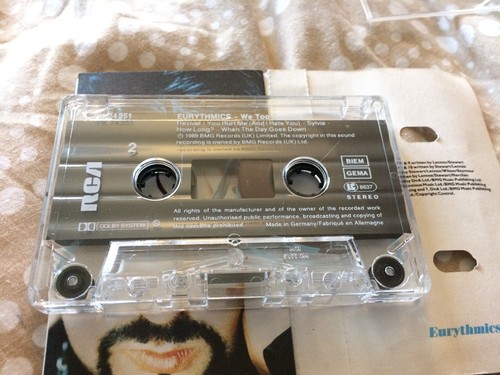 EURYTHMICS - We Too
Revival · You Hurt Me (And I Hate You) · Sylvia
How Long? · When The Day Goes Down
℗ 1989 BMG Records (UK) Limited. The copyright in this sound
recording is owned by BMG Records (UK) Ltd.
2
RCA
BIEM
GEMA
LC 8637
STEREO
DOLBY SYSTEM
All rights of the manufacturer and of the owner of the recorded work
reserved. Unauthorised public performance, broadcasting and copying of
this cassette prohibited
Made in Germany/Fabriqué en Allemagne
Eurythmics